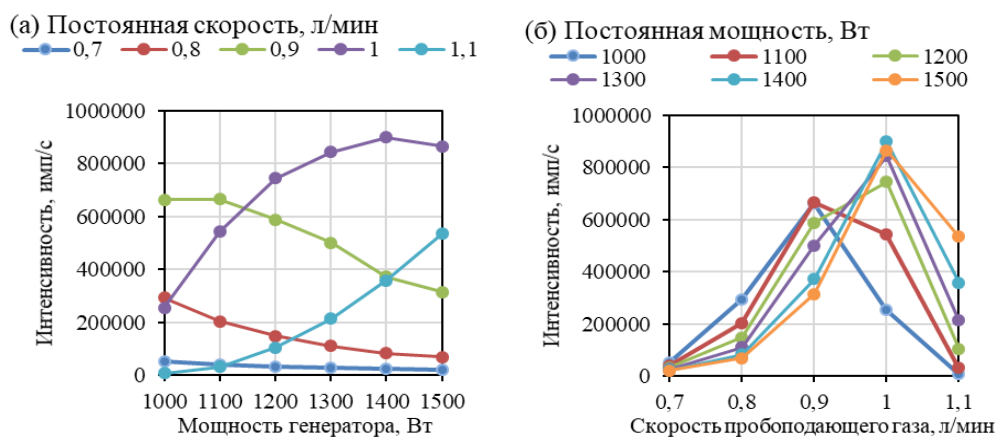 (а) Постоянная скорость, л/мин
0,7 0,8 0,9 1 1,1
Интенсивность, имп/с
1000000
800000
600000
400000
200000
0
1000 1100 1200 1300 1400 1500
Мощность генератора, Вт
(б) Постоянная мощность, Вт
1000 1100 1200
1300 1400 1500
Интенсивность, имп/с
1000000
800000
600000
400000
200000
0
0,7 0,8 0,9 1 1,1
Скорость пробоподающего газа, л/мин